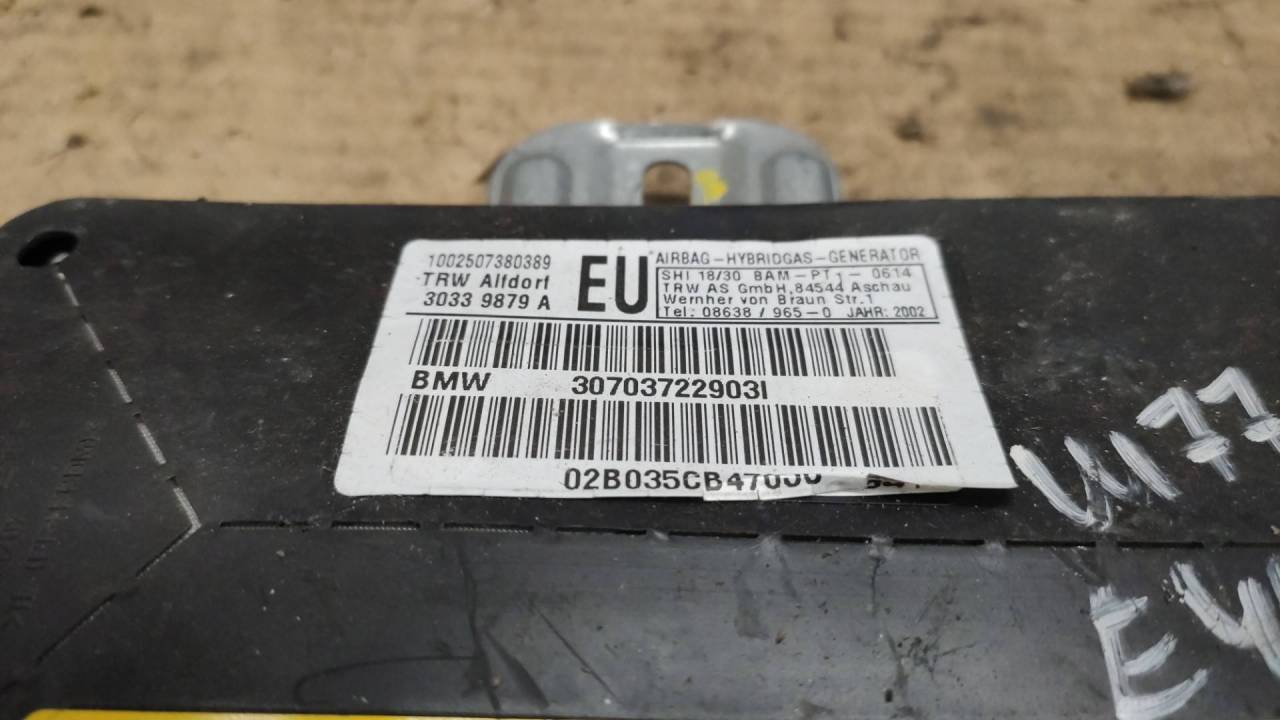 1002507380389
TRW Alfdorf
3033 9879 A
EU
AIRBAG-HYBRIDGAS-GENERATOR
SHI 18/30 BAM-PT1-0614
TRW AS GmbH,84544 Aschau
Wernher von Braun Str.1
Tel: 08638 / 965-0 JAHR: 2002
BMW 30703722903I